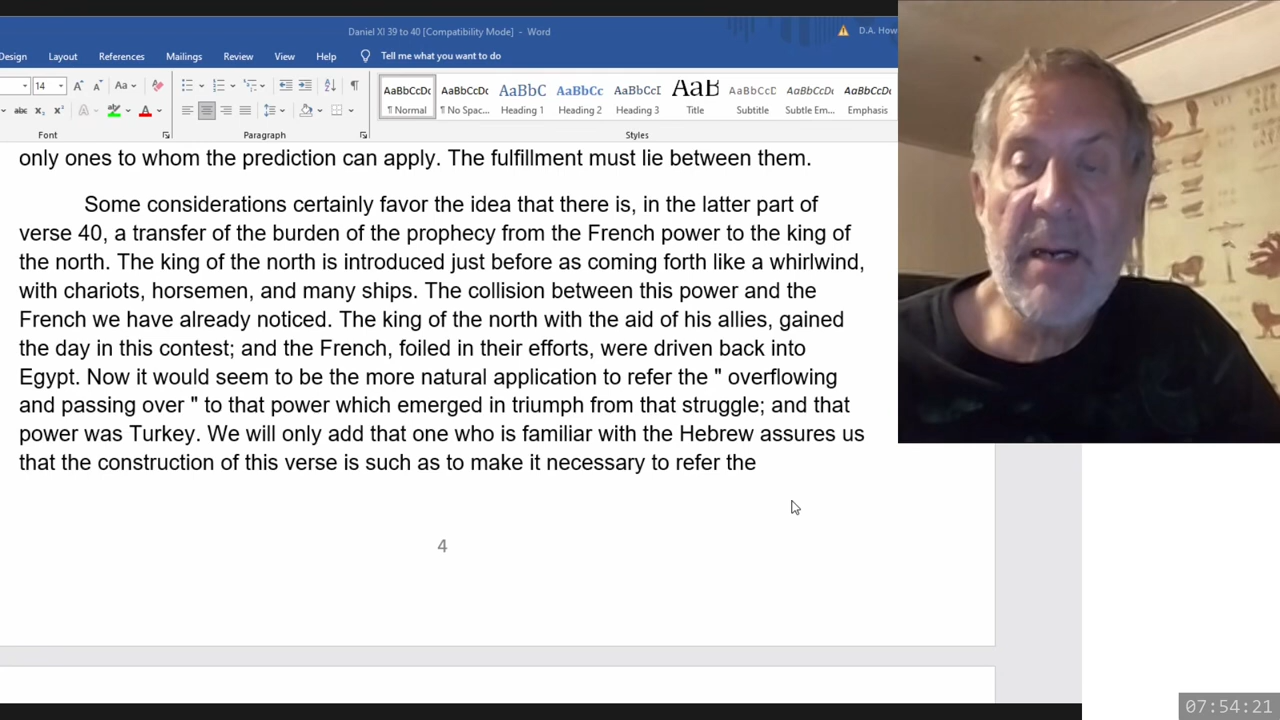 Daniel XI 39 to 40 [Compatibility Mode] - Word
D.A. How
Design Layout References Mailings Review View Help Tell me what you want to do
14 Aa
AaBbCcDc AaBbCcDc AaBbC AaBbCc AaBbCcI AaB AaBbCcD AaBbCcDc AaBbCcDc
¶ Normal ¶ No Spac... Heading 1 Heading 2 Heading 3 Title Subtitle Subtle Em... Emphasis
Font Paragraph Styles
only ones to whom the prediction can apply. The fulfillment must lie between them.
Some considerations certainly favor the idea that there is, in the latter part of
verse 40, a transfer of the burden of the prophecy from the French power to the king of
the north. The king of the north is introduced just before as coming forth like a whirlwind,
with chariots, horsemen, and many ships. The collision between this power and the
French we have already noticed. The king of the north with the aid of his allies, gained
the day in this contest; and the French, foiled in their efforts, were driven back into
Egypt. Now it would seem to be the more natural application to refer the " overflowing
and passing over " to that power which emerged in triumph from that struggle; and that
power was Turkey. We will only add that one who is familiar with the Hebrew assures us
that the construction of this verse is such as to make it necessary to refer the
4
07:54:21